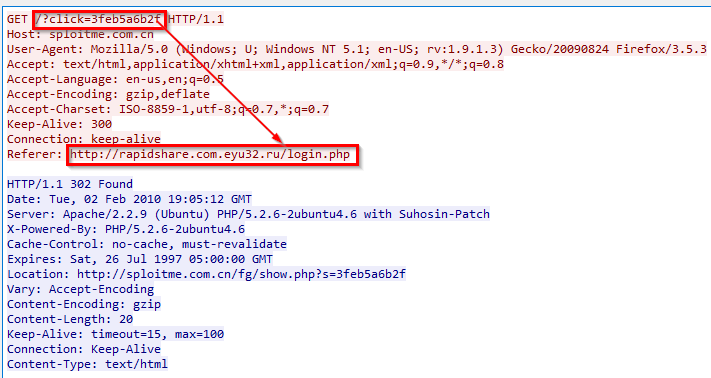 GET /?click=3feb5a6b2f HTTP/1.1
Host: sploitme.com.cn
User-Agent: Mozilla/5.0 (Windows; U; Windows NT 5.1; en-US; rv:1.9.1.3) Gecko/20090824 Firefox/3.5.3
Accept: text/html,application/xhtml+xml,application/xml;q=0.9,*/*;q=0.8
Accept-Language: en-us,en;q=0.5
Accept-Encoding: gzip,deflate
Accept-Charset: ISO-8859-1,utf-8;q=0.7,*;q=0.7
Keep-Alive: 300
Connection: keep-alive
Referer: http://rapidshare.com.eyu32.ru/login.php
HTTP/1.1 302 Found
Date: Tue, 02 Feb 2010 19:05:12 GMT
Server: Apache/2.2.9 (Ubuntu) PHP/5.2.6-2ubuntu4.6 with Suhosin-Patch
X-Powered-By: PHP/5.2.6-2ubuntu4.6
Cache-Control: no-cache, must-revalidate
Expires: Sat, 26 Jul 1997 05:00:00 GMT
Location: http://sploitme.com.cn/fg/show.php?s=3feb5a6b2f
Vary: Accept-Encoding
Content-Encoding: gzip
Content-Length: 20
Keep-Alive: timeout=15, max=100
Connection: Keep-Alive
Content-Type: text/html